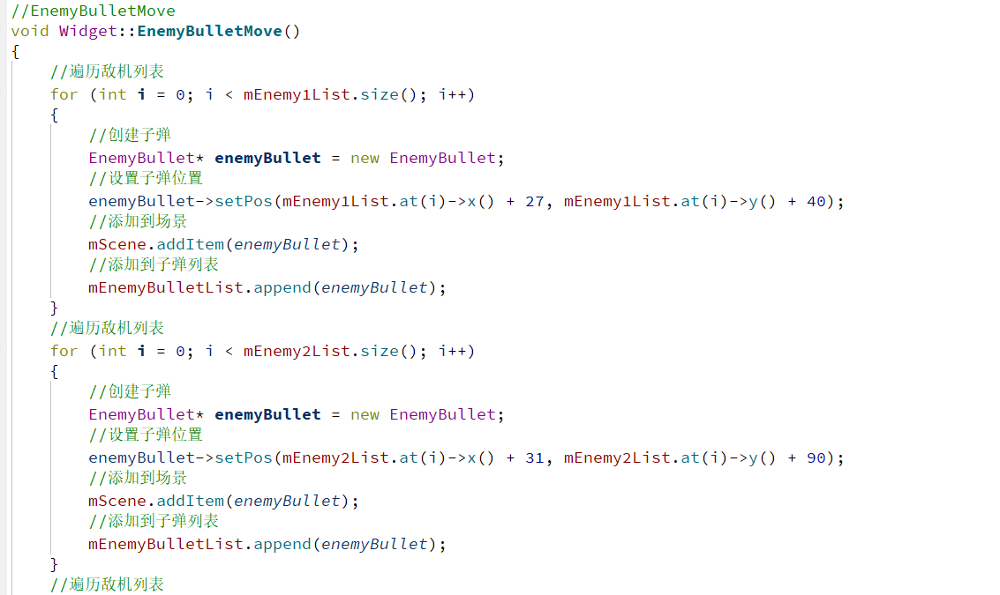 //EnemyBulletMove
void Widget::EnemyBulletMove()
{
    //遍历敌机列表
    for (int i = 0; i < mEnemy1List.size(); i++)
    {
        //创建子弹
        EnemyBullet* enemyBullet = new EnemyBullet;
        //设置子弹位置
        enemyBullet->setPos(mEnemy1List.at(i)->x() + 27, mEnemy1List.at(i)->y() + 40);
        //添加到场景
        mScene.addItem(enemyBullet);
        //添加到子弹列表
        mEnemyBulletList.append(enemyBullet);
    }
    //遍历敌机列表
    for (int i = 0; i < mEnemy2List.size(); i++)
    {
        //创建子弹
        EnemyBullet* enemyBullet = new EnemyBullet;
        //设置子弹位置
        enemyBullet->setPos(mEnemy2List.at(i)->x() + 31, mEnemy2List.at(i)->y() + 90);
        //添加到场景
        mScene.addItem(enemyBullet);
        //添加到子弹列表
        mEnemyBulletList.append(enemyBullet);
    }
    //遍历敌机列表